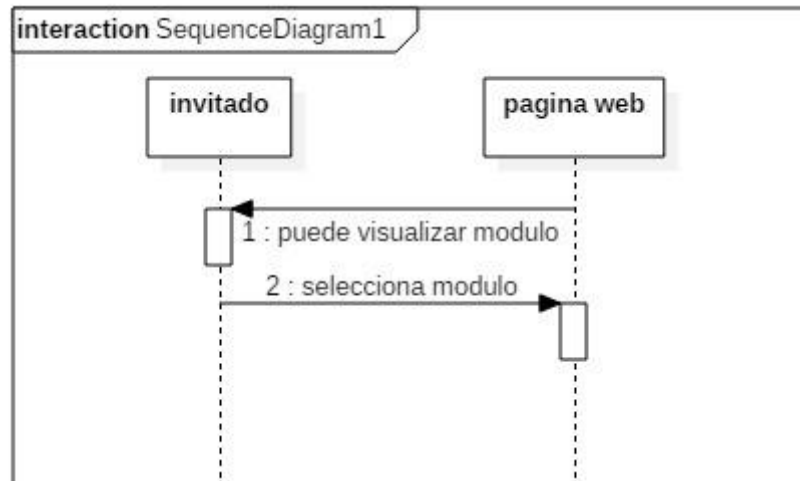 interaction SequenceDiagram1
invitado
pagina web
1 : puede visualizar modulo
2 : selecciona modulo